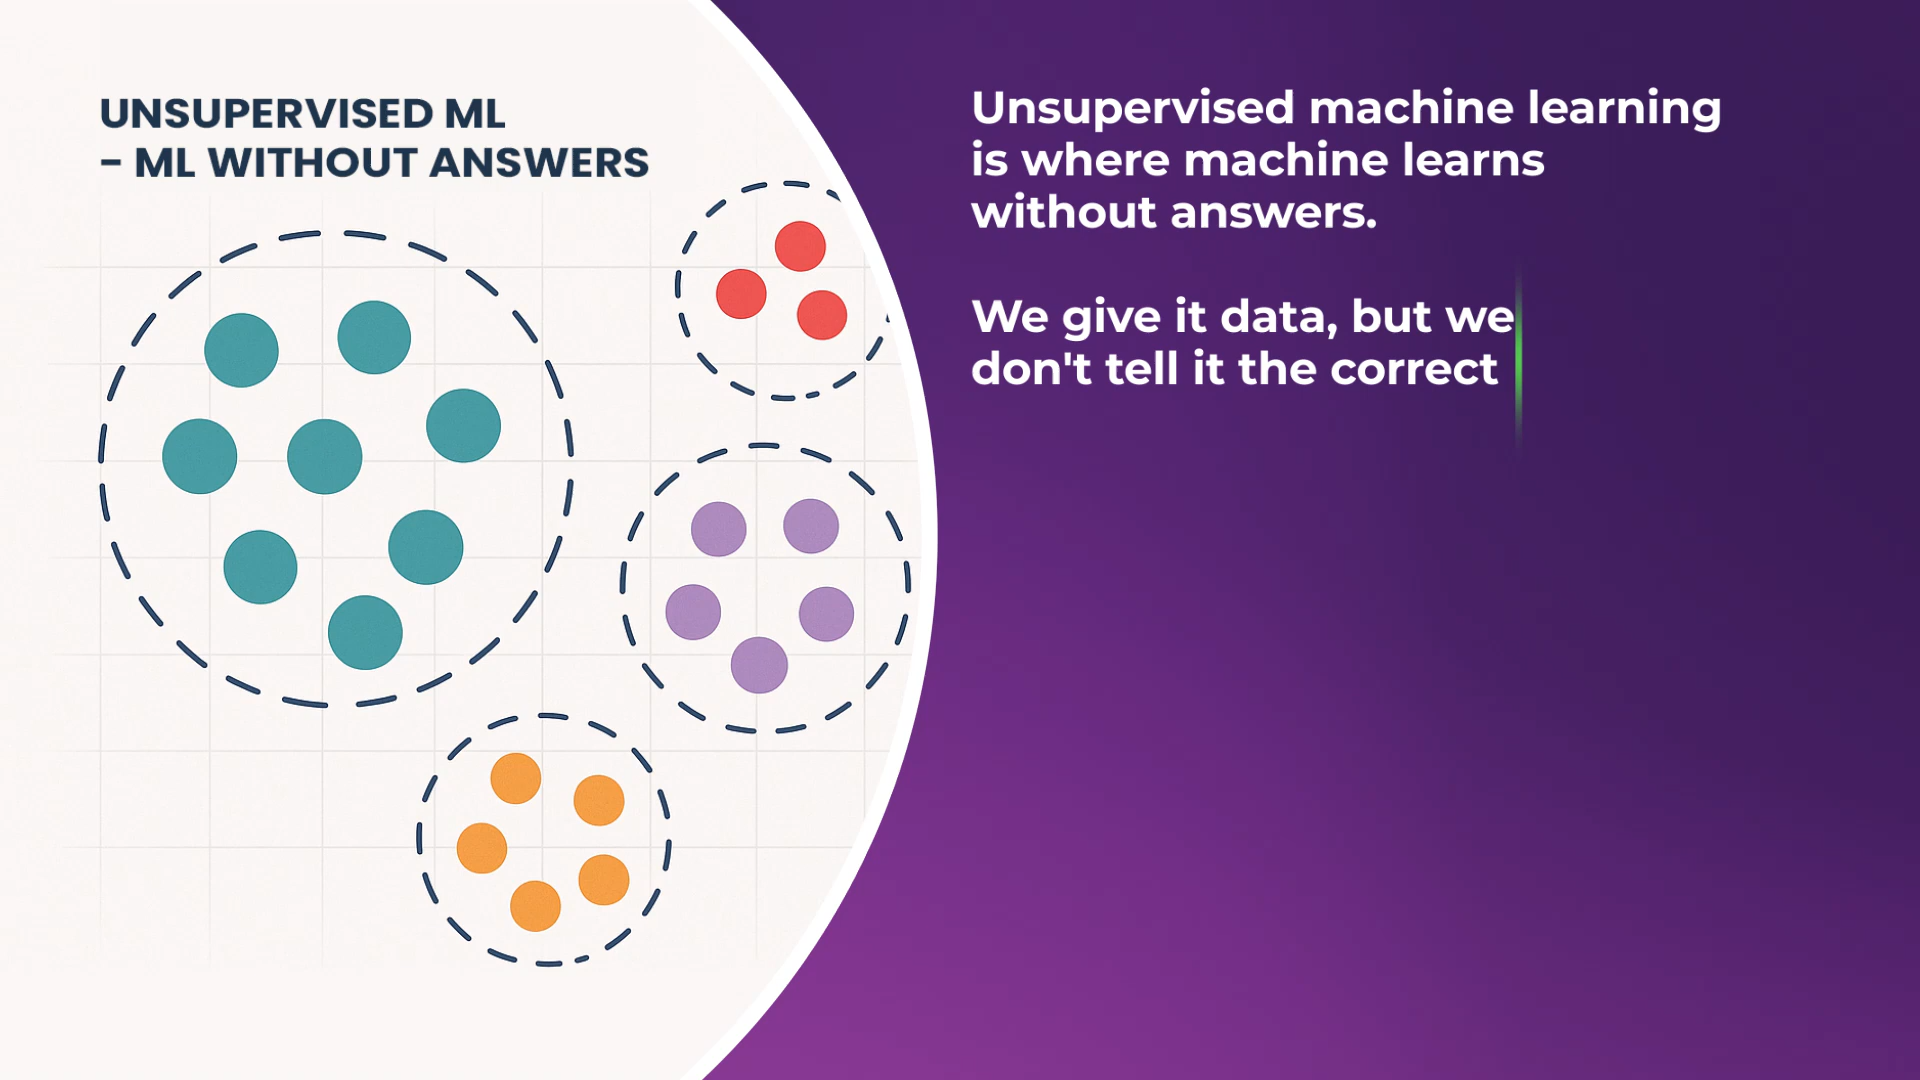 UNSUPERVISED ML
– ML WITHOUT ANSWERS
Unsupervised machine learning
is where machine learns
without answers.
We give it data, but we
don't tell it the correct